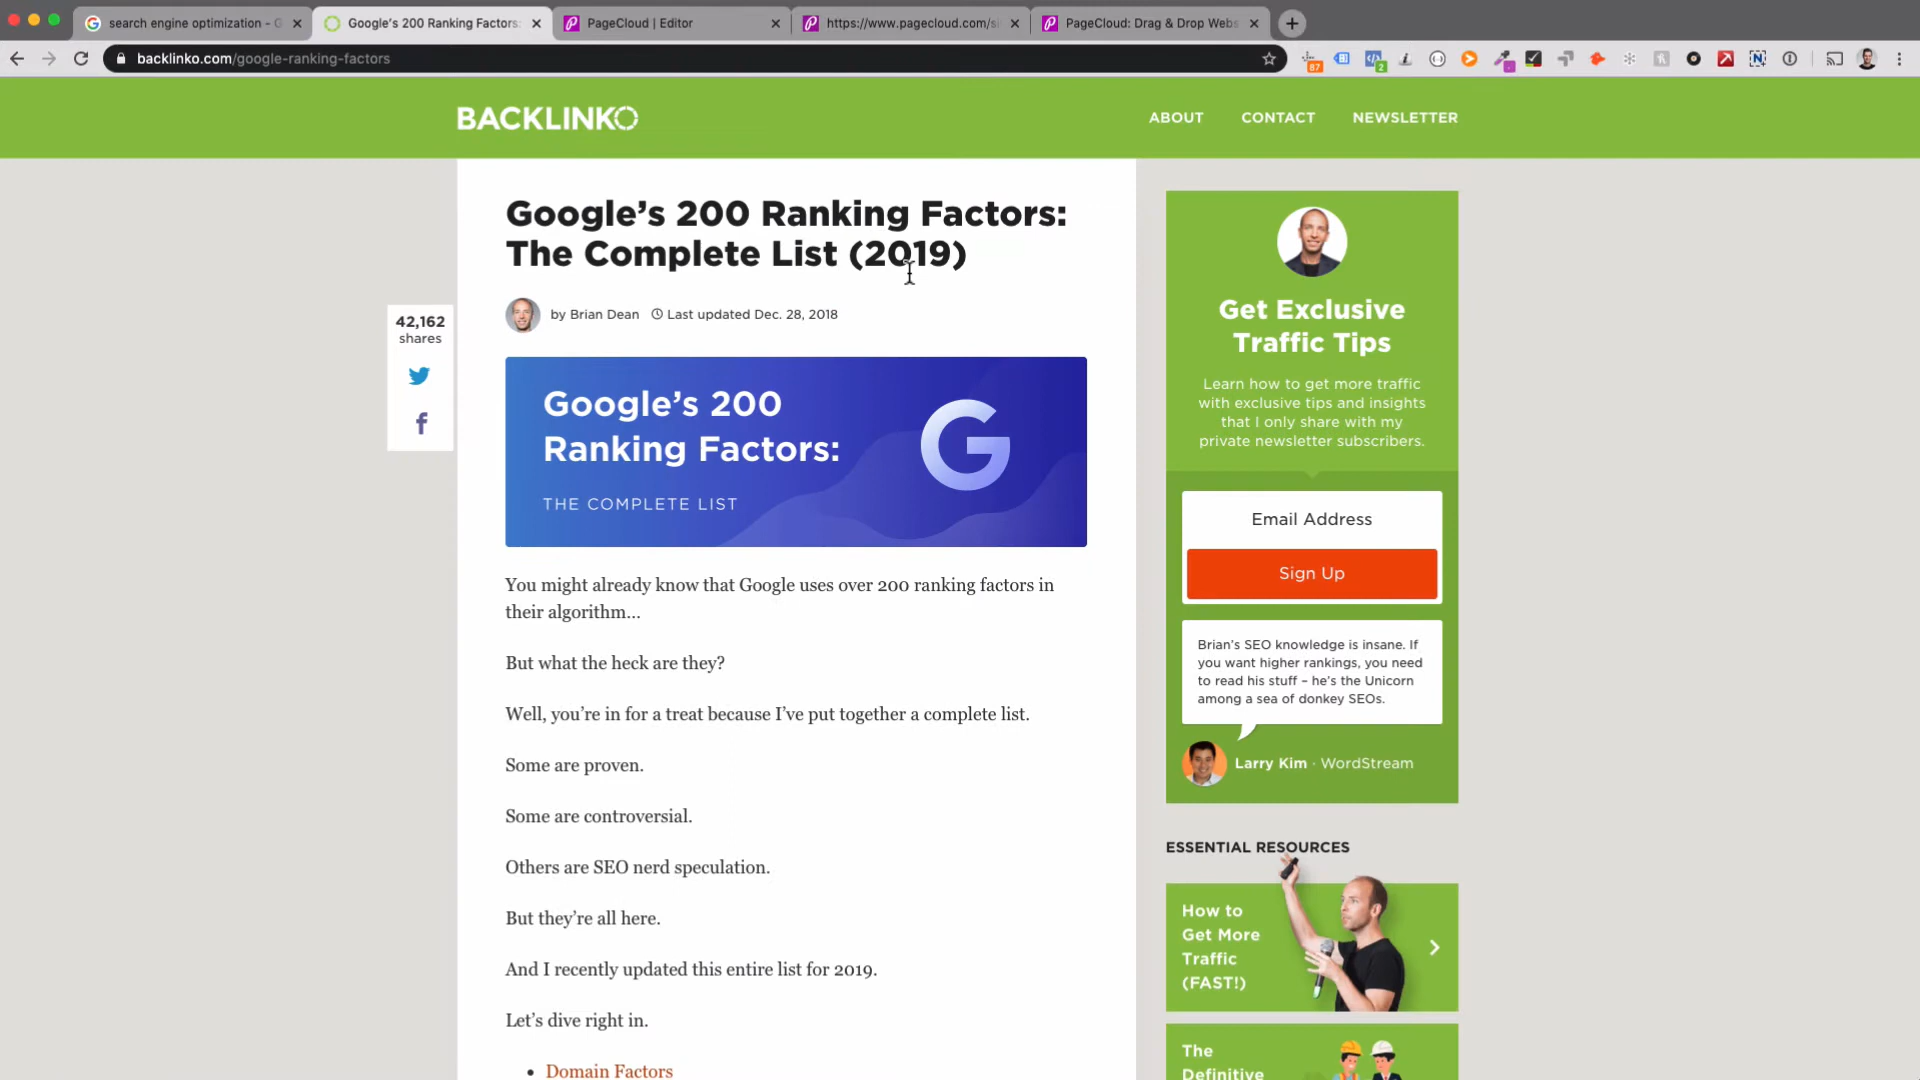 search engine optimization - G
Google's 200 Ranking Factors:
PageCloud | Editor
https://www.pagecloud.com/si
PageCloud: Drag & Drop Webs
backlinko.com/google-ranking-factors
87
2
BACKLINKO
ABOUT
CONTACT
NEWSLETTER
Google's 200 Ranking Factors:
The Complete List (2019)
by Brian Dean
Last updated Dec. 28, 2018
42,162
shares
Google's 200
Ranking Factors:
THE COMPLETE LIST
You might already know that Google uses over 200 ranking factors in
their algorithm…
But what the heck are they?
Well, you're in for a treat because I've put together a complete list.
Some are proven.
Some are controversial.
Others are SEO nerd speculation.
But they're all here.
And I recently updated this entire list for 2019.
Let's dive right in.
• Domain Factors
Get Exclusive
Traffic Tips
Learn how to get more traffic
with exclusive tips and insights
that I only share with my
private newsletter subscribers.
Email Address
Sign Up
Brian's SEO knowledge is insane. If
you want higher rankings, you need
to read his stuff – he's the Unicorn
among a sea of donkey SEOs.
Larry Kim · WordStream
ESSENTIAL RESOURCES
How to
Get More
Traffic
(FAST!)
The
Definitive